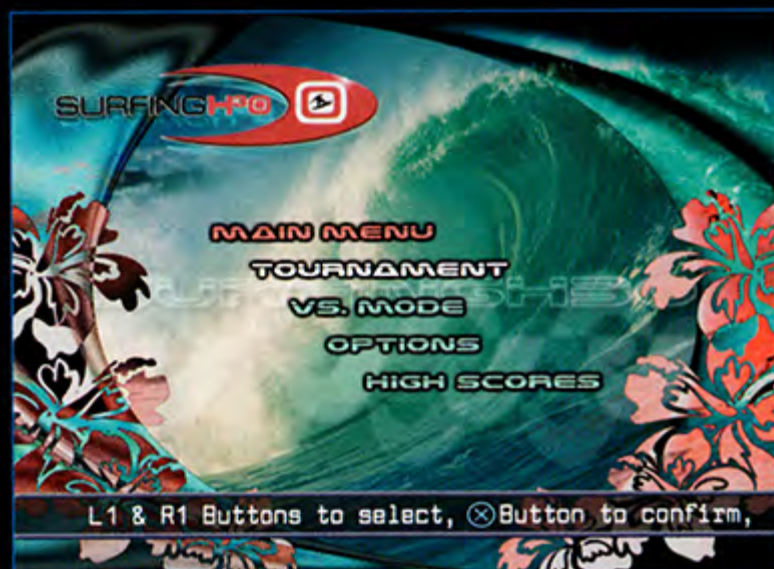 SURFING H³O
MAIN MENU
TOURNAMENT
VS. MODE
OPTIONS
HIGH SCORES
L1 & R1 Buttons to select, ⓧ Button to confirm,